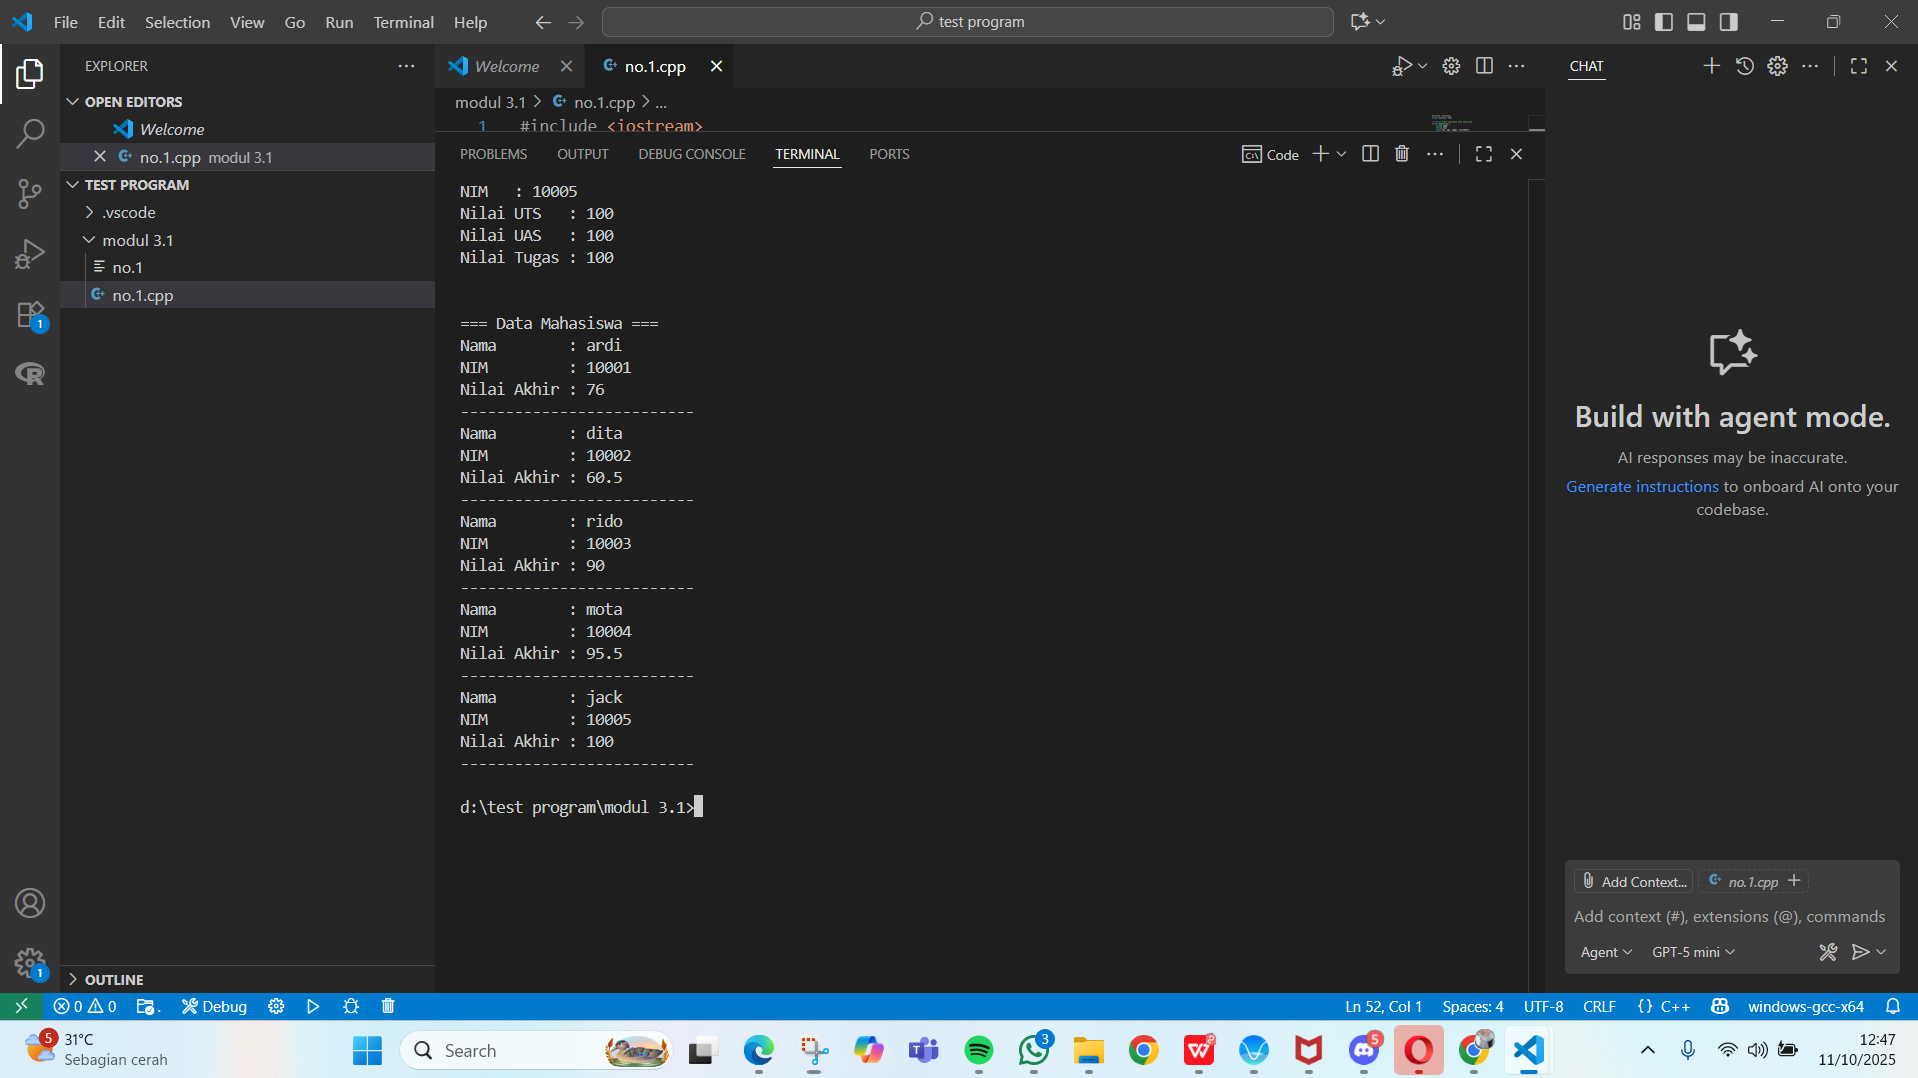 File Edit Selection View Go Run Terminal Help
test program
EXPLORER
OPEN EDITORS
Welcome
no.1.cpp modul 3.1
TEST PROGRAM
.vscode
modul 3.1
no.1
no.1.cpp
OUTLINE
1
1
Welcome
no.1.cpp
modul 3.1 > no.1.cpp > ...
1 #include <iostream>
PROBLEMS OUTPUT DEBUG CONSOLE TERMINAL PORTS
Code
NIM : 10005
Nilai UTS : 100
Nilai UAS : 100
Nilai Tugas : 100
=== Data Mahasiswa ===
Nama : ardi
NIM : 10001
Nilai Akhir : 76
--------------------------
Nama : dita
NIM : 10002
Nilai Akhir : 60.5
--------------------------
Nama : rido
NIM : 10003
Nilai Akhir : 90
--------------------------
Nama : mota
NIM : 10004
Nilai Akhir : 95.5
--------------------------
Nama : jack
NIM : 10005
Nilai Akhir : 100
--------------------------
d:\test program\modul 3.1>
CHAT
Build with agent mode.
AI responses may be inaccurate.
Generate instructions to onboard AI onto your
codebase.
Add Context... no.1.cpp
Add context (#), extensions (@), commands
Agent GPT-5 mini
0 0 Debug
Ln 52, Col 1 Spaces: 4 UTF-8 CRLF {} C++ windows-gcc-x64
5
31°C
Sebagian cerah
Search
3
5
12:47
11/10/2025